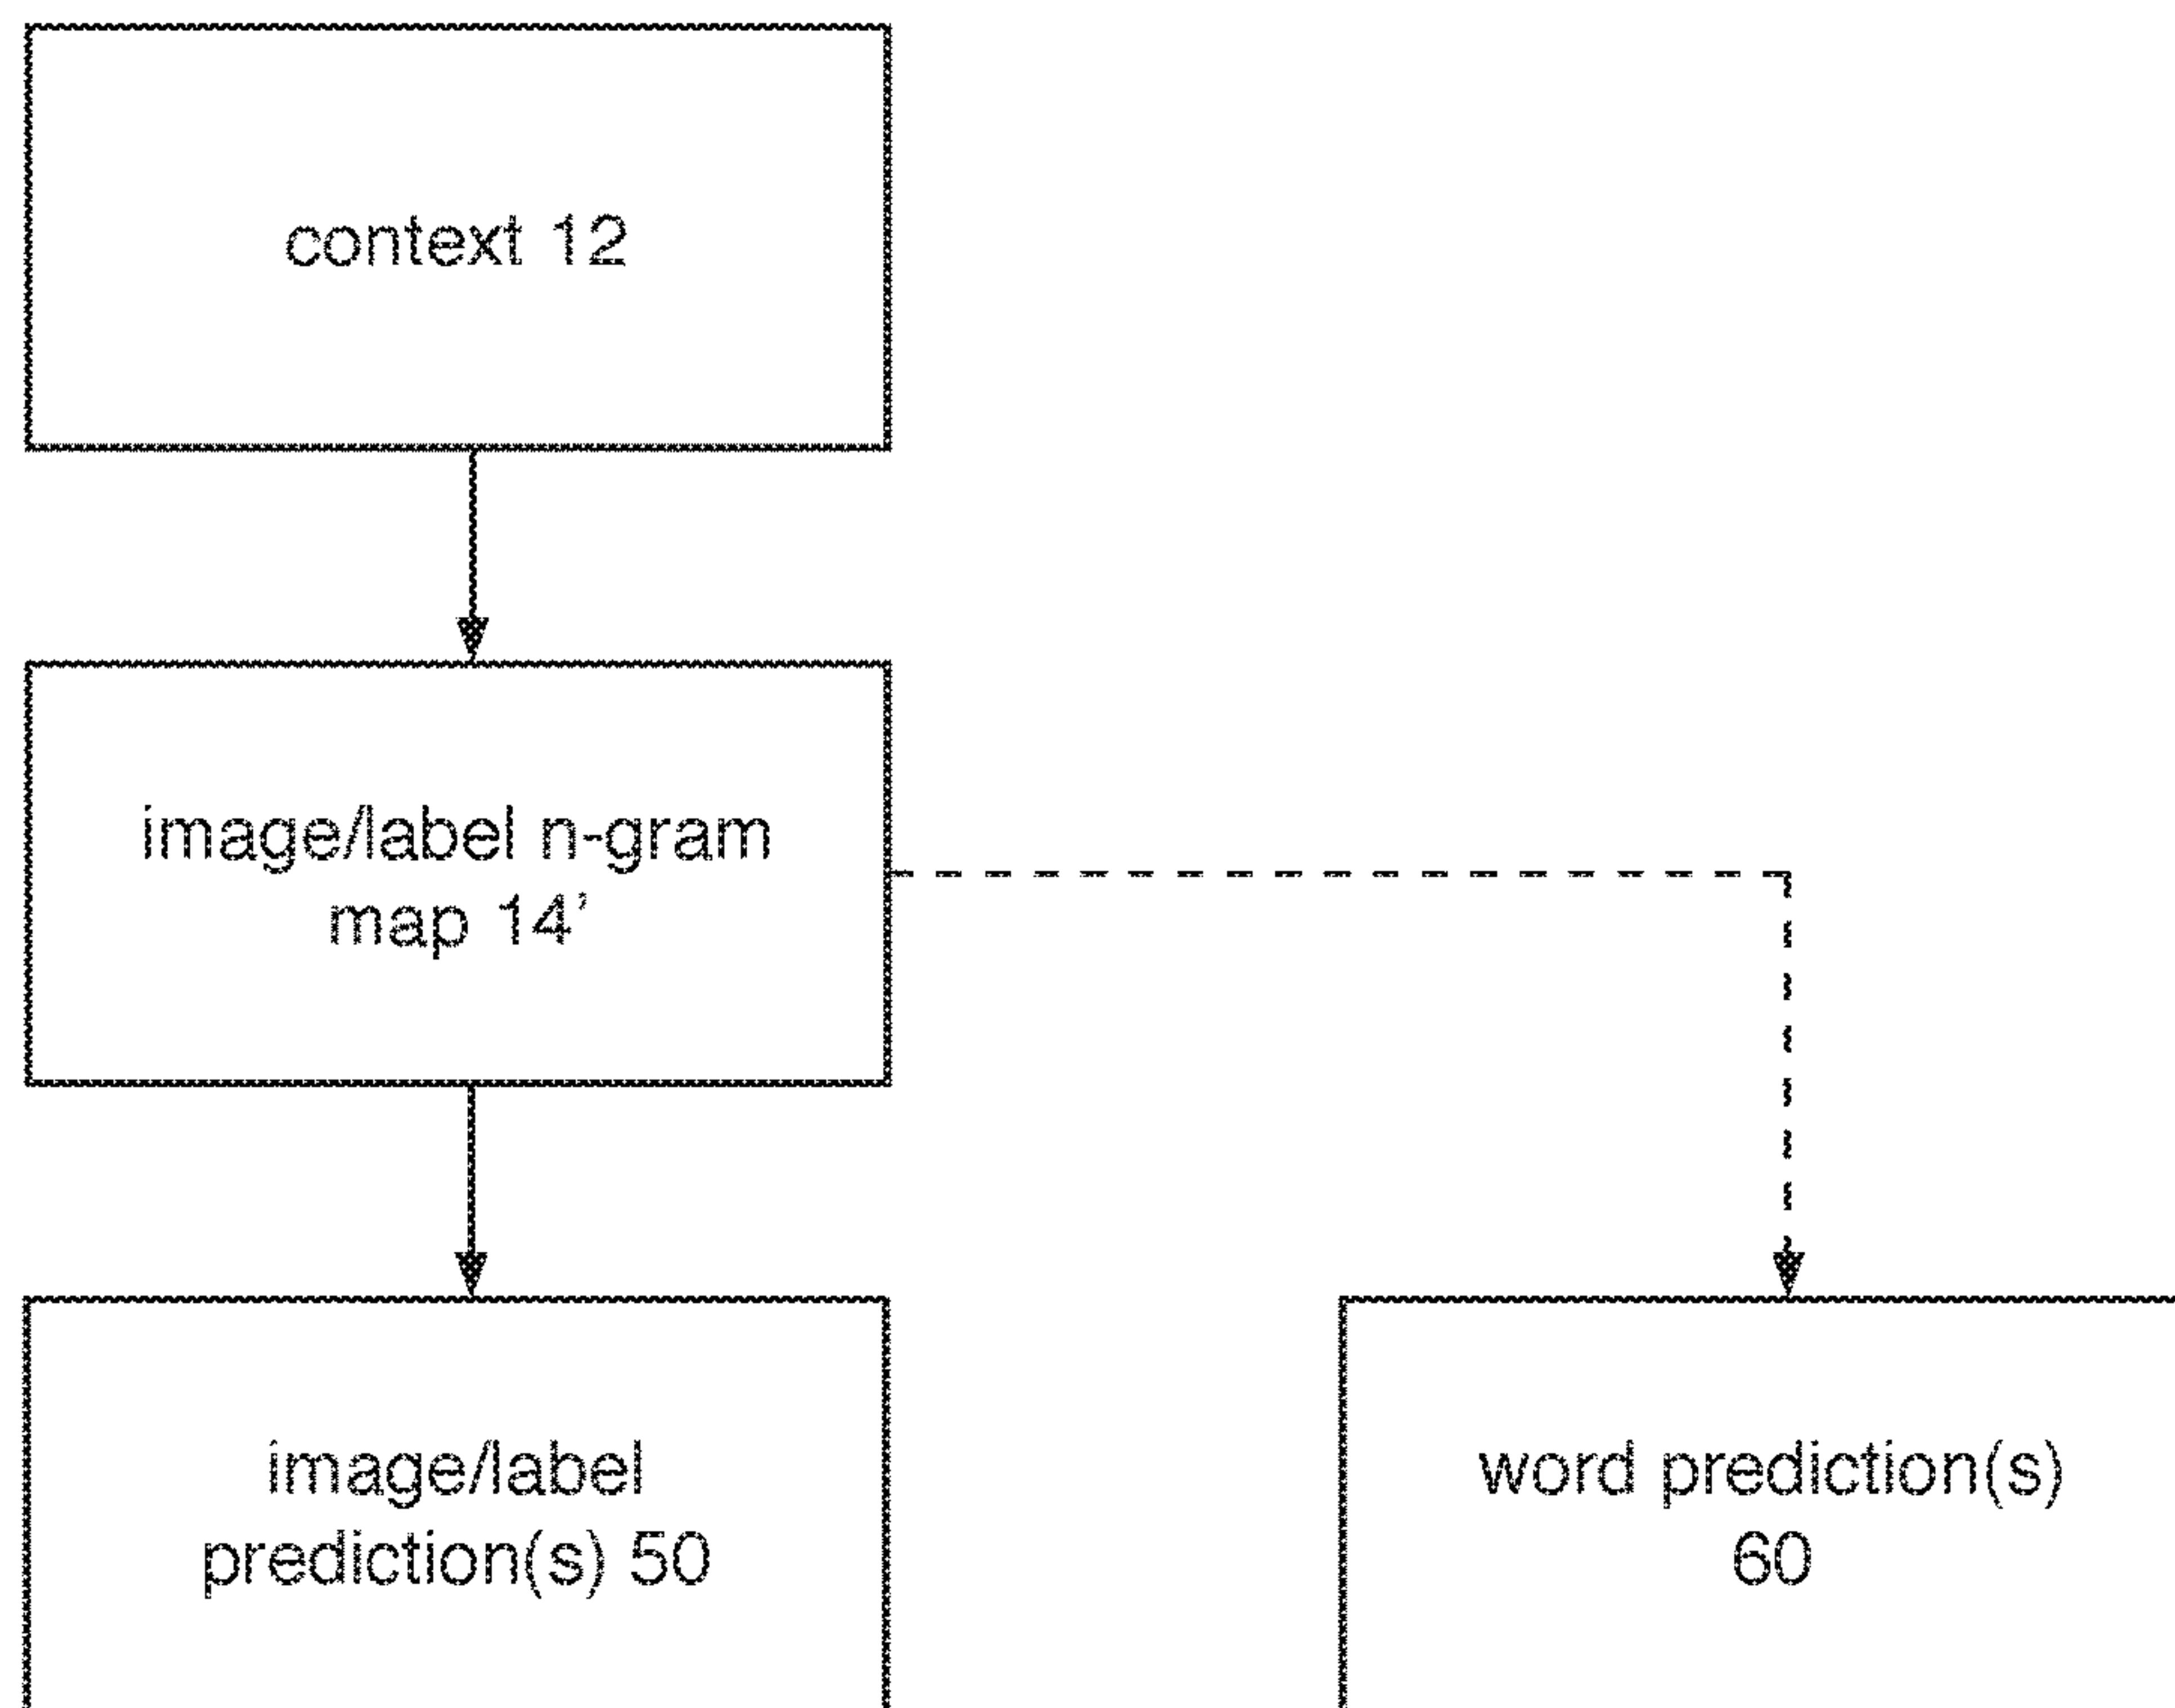 context 12
image/label n-gram
map 14’
image/label
prediction(s) 50
word prediction(s)
60